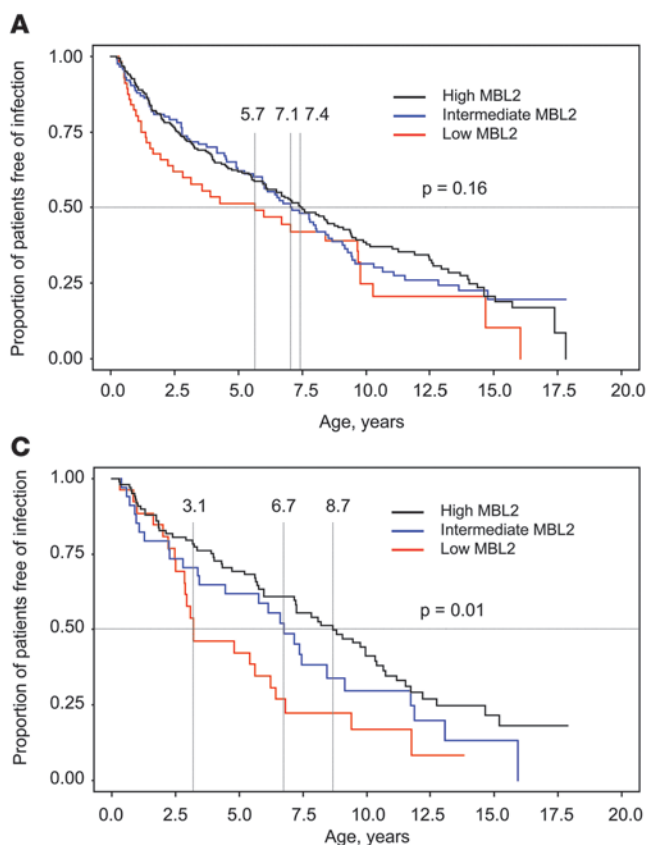 A
Proportion of patients free of infection
1.00
0.75
0.50
0.25
0.00
5.7 7.1 7.4
High MBL2
Intermediate MBL2
Low MBL2
p = 0.16
0.0 2.5 5.0 7.5 10.0 12.5 15.0 17.5 20.0
Age, years
C
Proportion of patients free of infection
1.00
0.75
0.50
0.25
0.00
3.1 6.7 8.7
High MBL2
Intermediate MBL2
Low MBL2
p = 0.01
0.0 2.5 5.0 7.5 10.0 12.5 15.0 17.5 20.0
Age, years